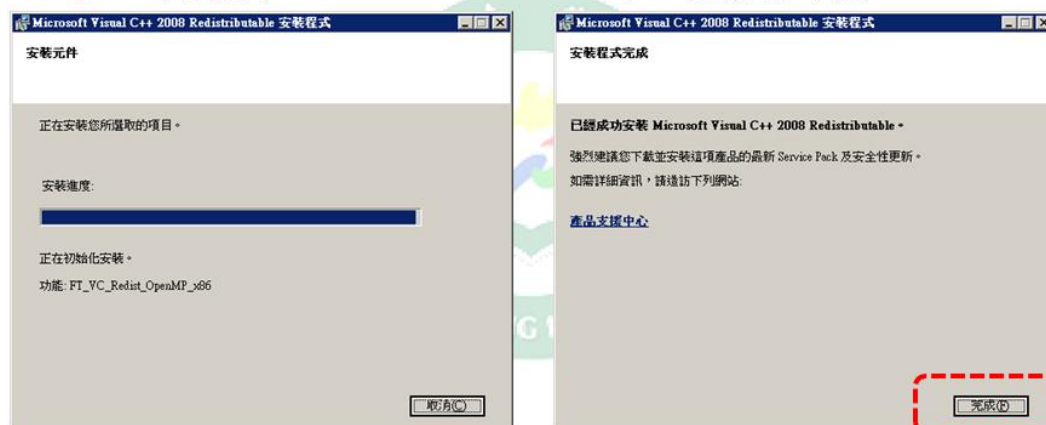 Microsoft Visual C++ 2008 Redistributable 安裝程式
安裝元件
正在安裝您所選取的項目。
安裝進度:
正在初始化安裝。
功能: FT_VC_Redist_OpenMP_x86
取消(C)
Microsoft Visual C++ 2008 Redistributable 安裝程式
安裝程式完成
已經成功安裝 Microsoft Visual C++ 2008 Redistributable。
強烈建議您下載並安裝這項產品的最新 Service Pack 及安全性更新。
如需詳細資訊，請造訪下列網站:
產品支援中心
完成(F)